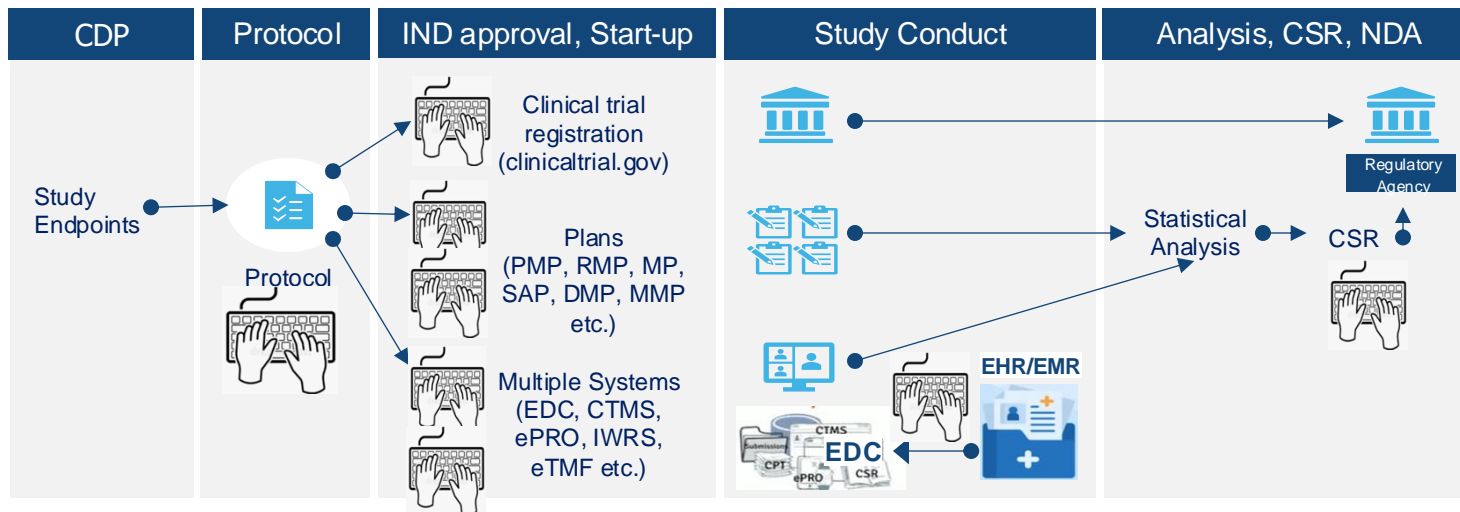 CDP
Protocol
IND approval, Start-up
Study Conduct
Analysis, CSR, NDA
Study
Endpoints
Protocol
Clinical trial
registration
(clinicaltrial.gov)
Plans
(PMP, RMP, MP,
SAP, DMP, MMP
etc.)
Multiple Systems
(EDC, CTMS,
ePRO, IWRS,
eTMF etc.)
EHR/EMR
CTMS
Submissions
EDC
CPT
ePRO
CSR
Statistical
Analysis
CSR
Regulatory
Agency